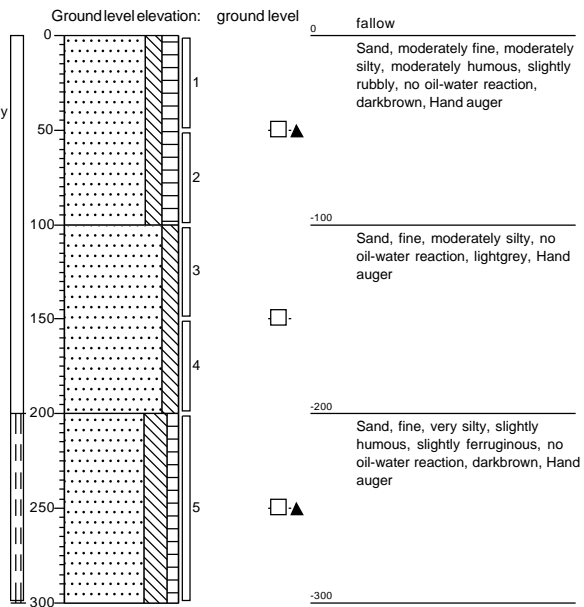 Ground level elevation: ground level
0
fallow
0
Sand, moderately fine, moderately
silty, moderately humous, slightly
rubbly, no oil-water reaction,
darkbrown, Hand auger
1
y
50
2
-100
100
Sand, fine, moderately silty, no
oil-water reaction, lightgrey, Hand
auger
3
150
4
-200
200
Sand, fine, very silty, slightly
humous, slightly ferruginous, no
oil-water reaction, darkbrown, Hand
auger
5
250
-300
300